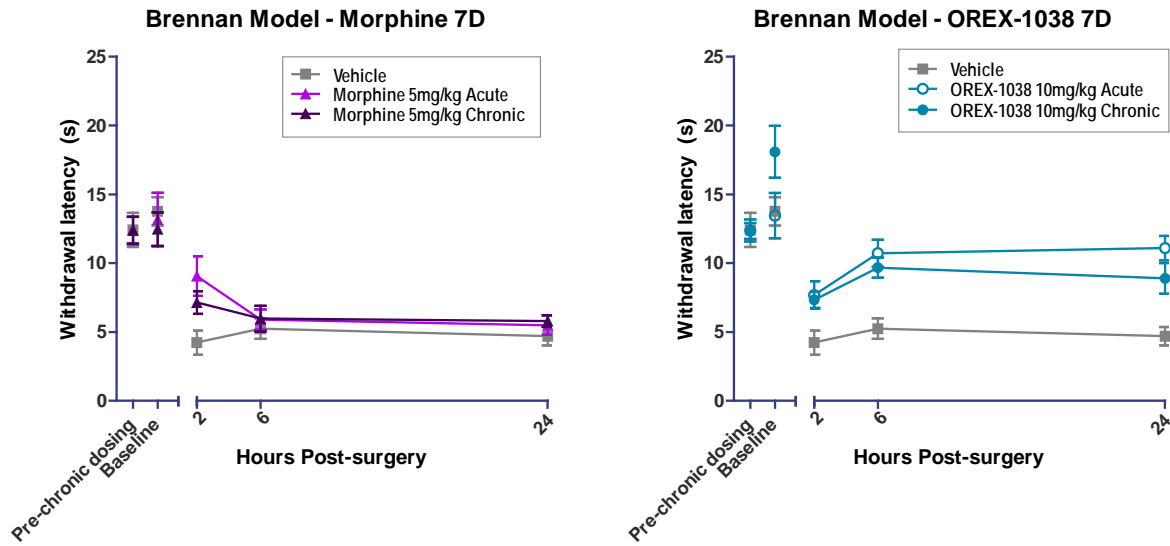 Brennan Model - Morphine 7D
25
20
15
10
5
0
Withdrawal latency (s)
Vehicle
Morphine 5mg/kg Acute
Morphine 5mg/kg Chronic
Pre-chronic dosing
Baseline
2
6
24
Hours Post-surgery
Brennan Model - OREX-1038 7D
25
20
15
10
5
0
Withdrawal latency (s)
Vehicle
OREX-1038 10mg/kg Acute
OREX-1038 10mg/kg Chronic
Pre-chronic dosing
Baseline
2
6
24
Hours Post-surgery